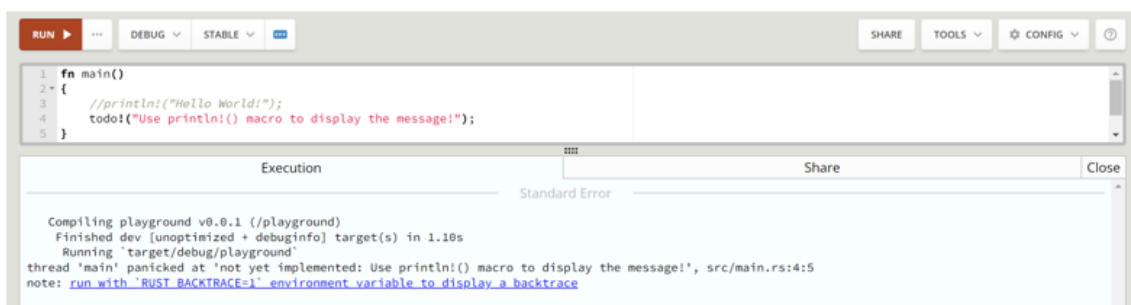 RUN ▶ ... DEBUG STABLE SHARE TOOLS CONFIG ?
1 fn main()
2 {
3     //println!("Hello World!");
4     todo!("Use println!() macro to display the message!");
5 }
Execution Share Close
Standard Error
   Compiling playground v0.0.1 (/playground)
    Finished dev [unoptimized + debuginfo] target(s) in 1.10s
     Running `target/debug/playground`
thread 'main' panicked at 'not yet implemented: Use println!() macro to display the message!', src/main.rs:4:5
note: run with `RUST_BACKTRACE=1` environment variable to display a backtrace